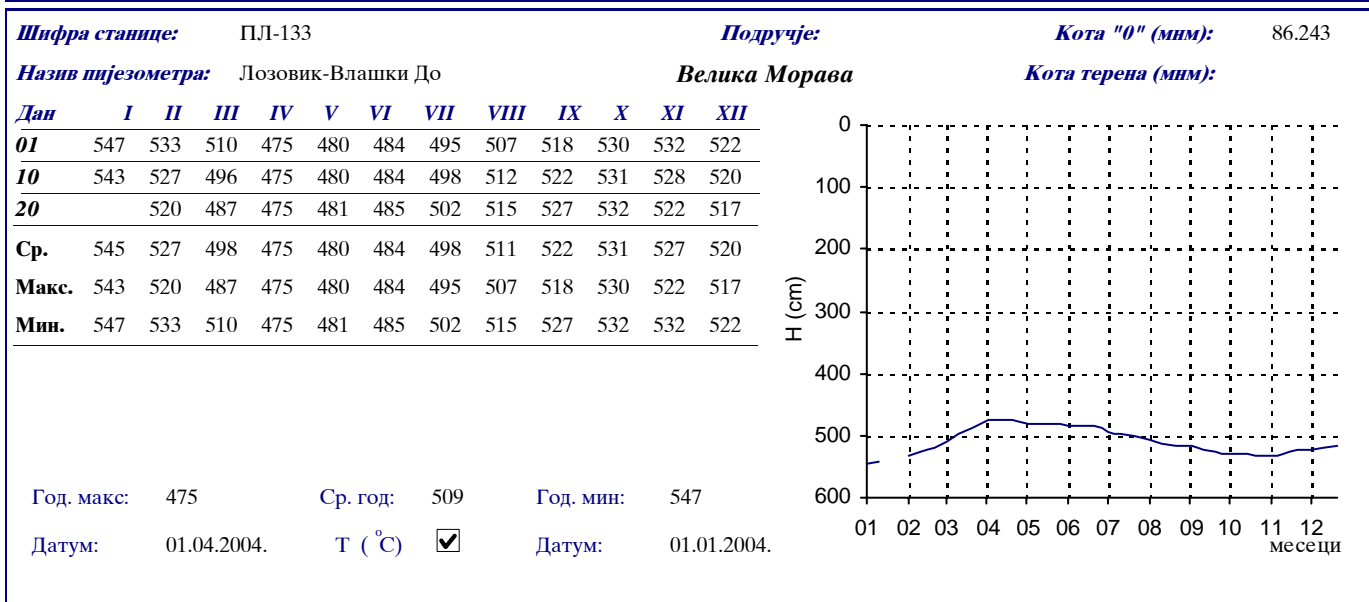 Шифра станице: ПЛ-133 Подручје: Кота "0" (мнм): 86.243
Назив пијезометра: Лозовик-Влашки До Велика Морава Кота терена (мнм):
Дан I II III IV V VI VII VIII IX X XI XII
01 547 533 510 475 480 484 495 507 518 530 532 522
10 543 527 496 475 480 484 498 512 522 531 528 520
20 520 487 475 481 485 502 515 527 532 522 517
Ср. 545 527 498 475 480 484 498 511 522 531 527 520
Макс. 543 520 487 475 480 484 495 507 518 530 522 517
Мин. 547 533 510 475 481 485 502 515 527 532 532 522
Год. макс: 475 Ср. год: 509 Год. мин: 547
Датум: 01.04.2004. Т ( °C) Датум: 01.01.2004.
0
100
200
300
400
500
600
H (cm)
01 02 03 04 05 06 07 08 09 10 11 12
месеци